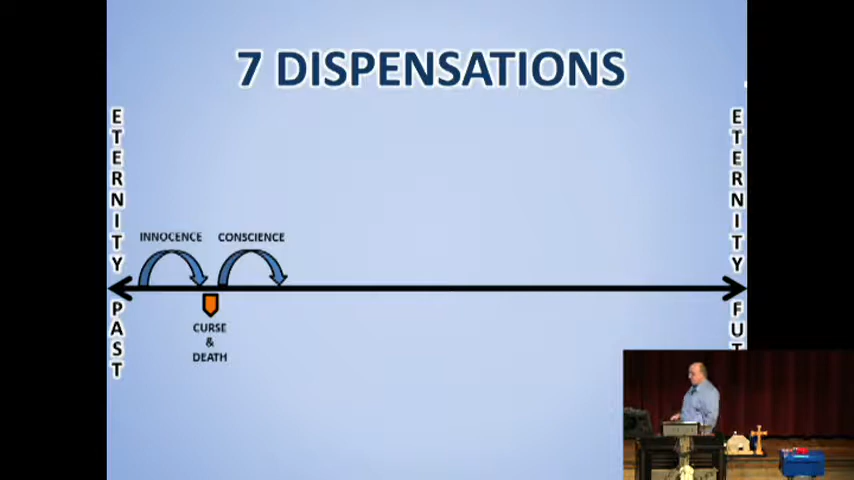 7 DISPENSATIONS
ETERNITY PAST
INNOCENCE
CONSCIENCE
CURSE
&
DEATH
ETERNITY FUT